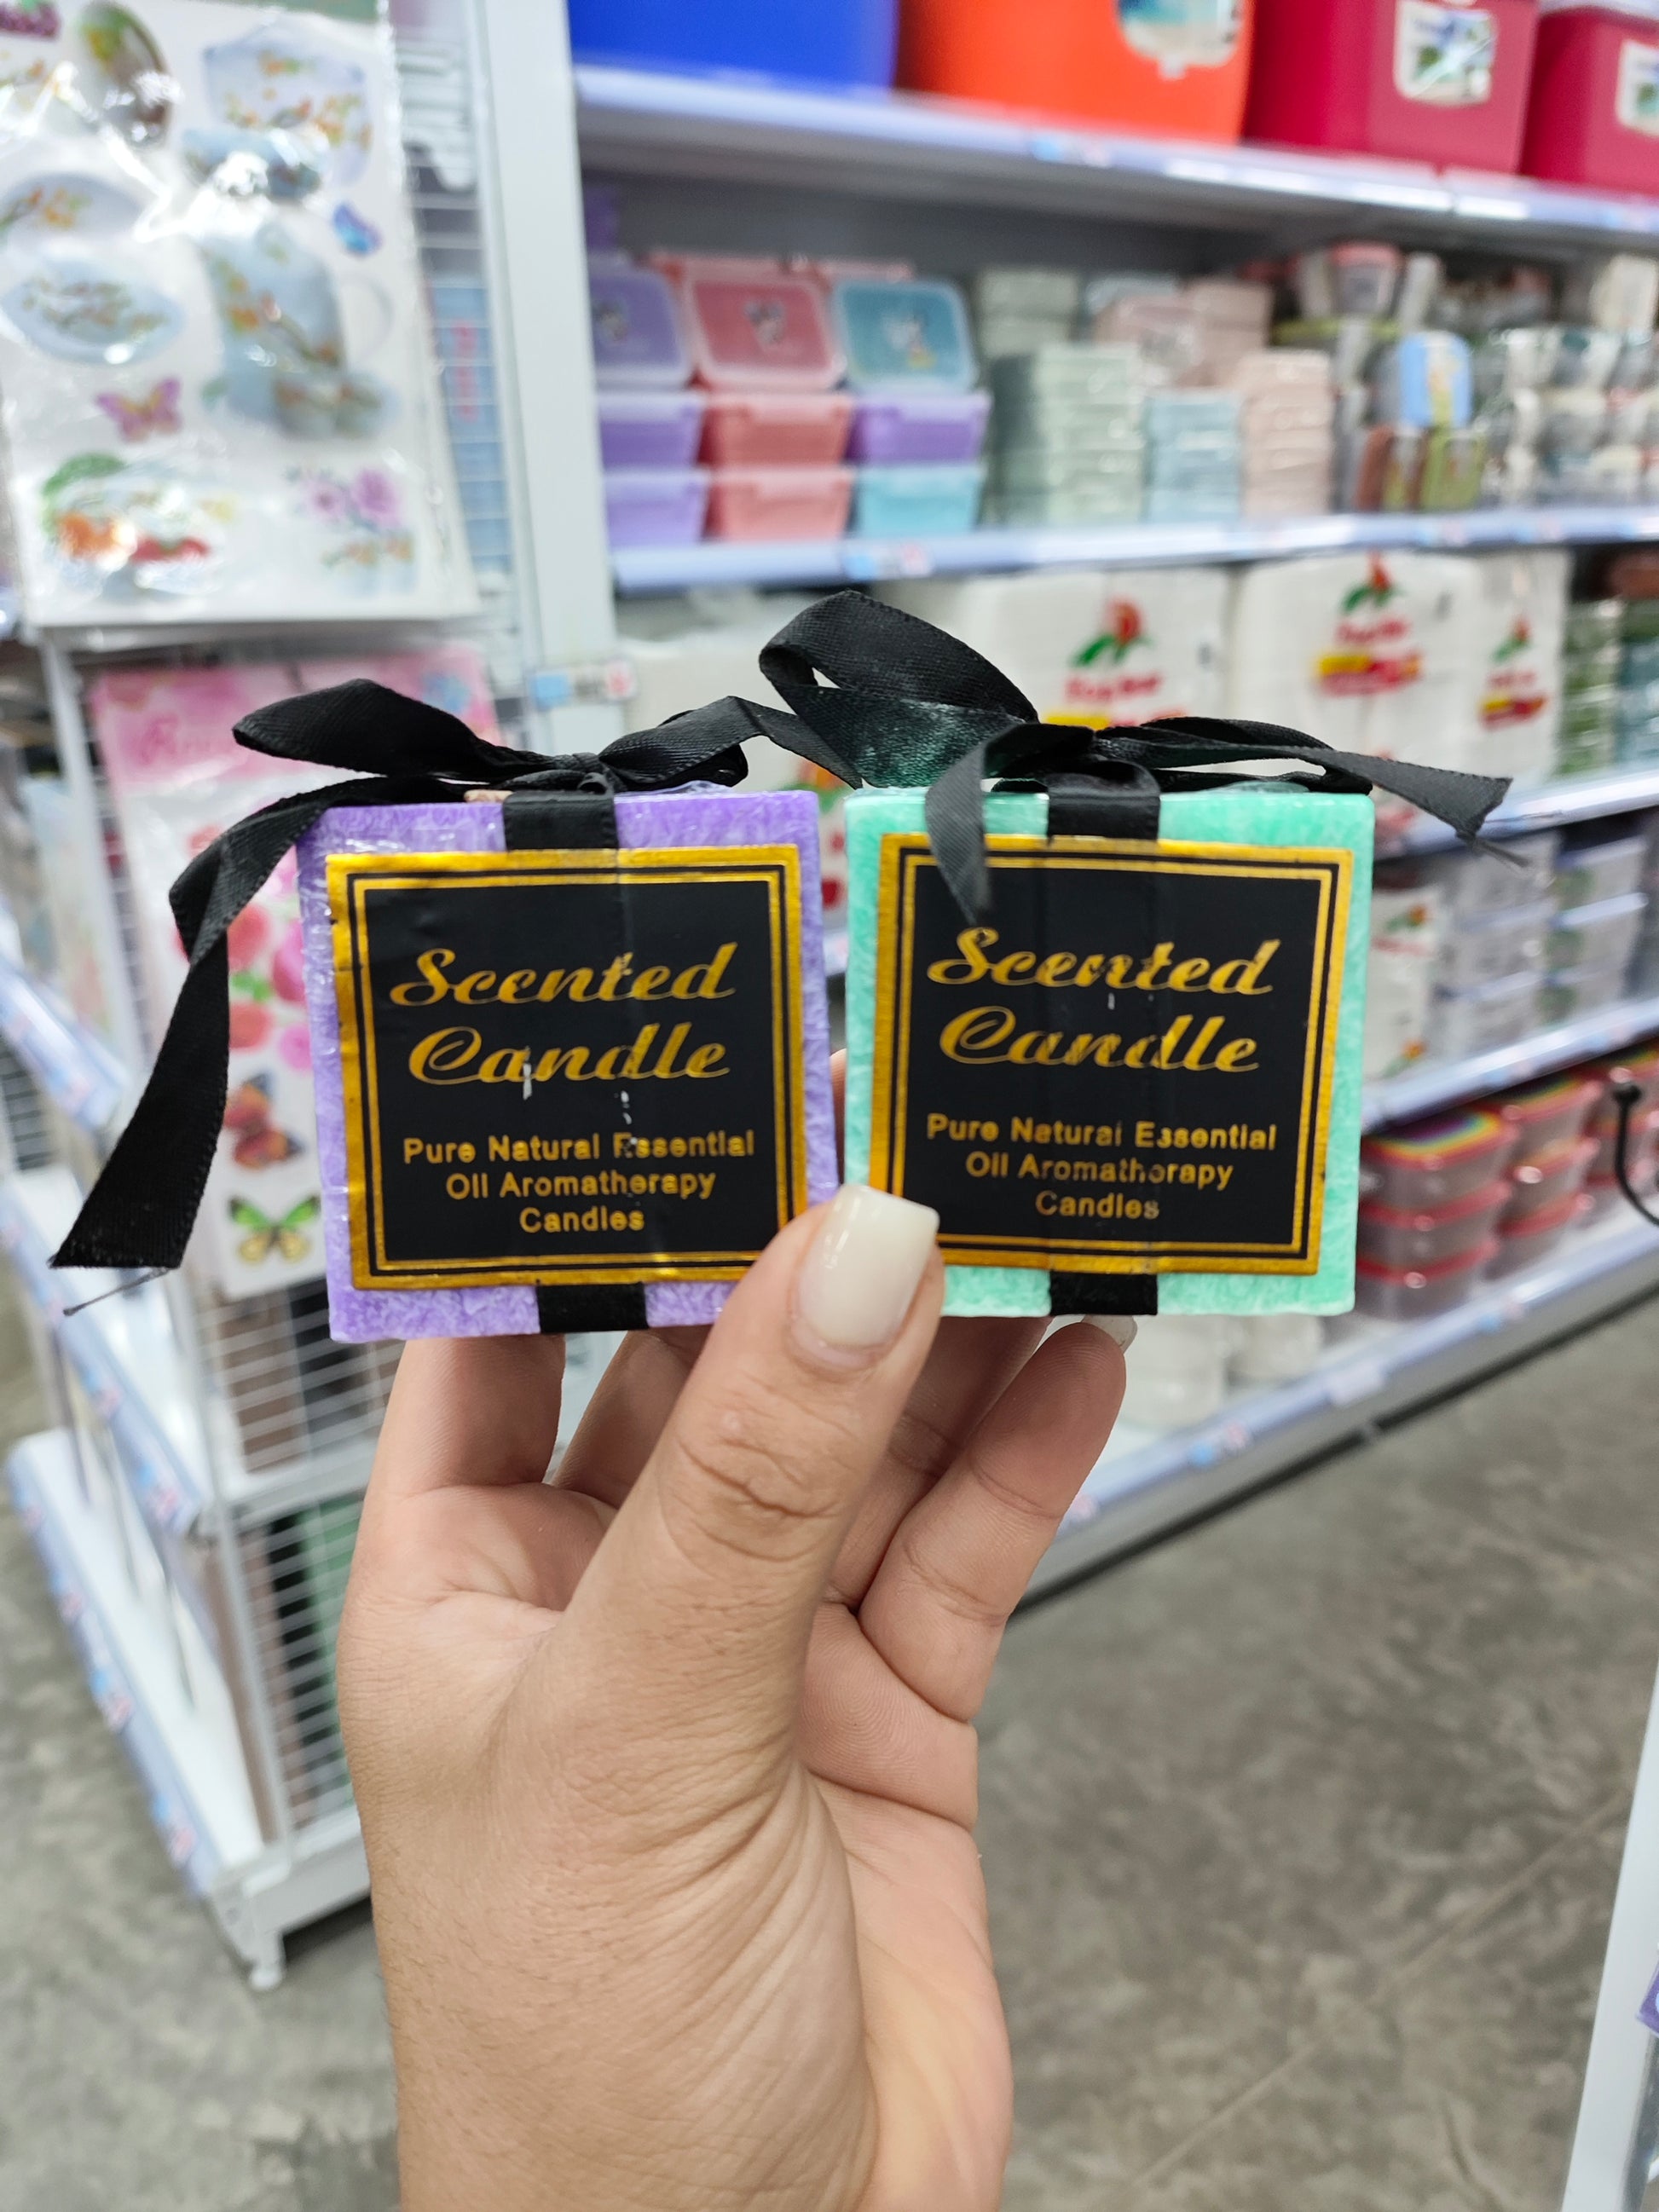 Scented
Candle
Pure Natural Essential
Oil Aromatherapy
Candles
Scented
Candle
Pure Natural Essential
Oil Aromatherapy
Candles